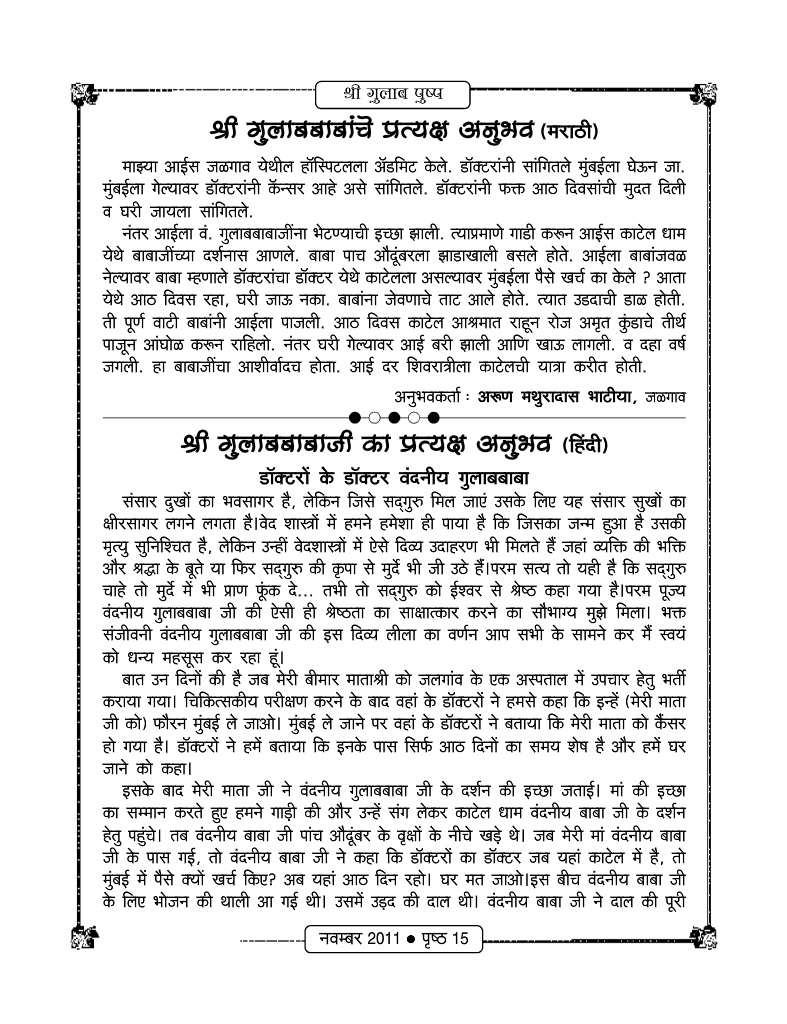 श्री गुलाब पुष्प
श्री गुलाबबाबांचे प्रत्यक्ष अनुभव (मराठी)
माझ्या आईस जळगाव येथील हॉस्पिटलला ॲडमिट केले. डॉक्टरांनी सांगितले मुंबईला घेऊन जा.
मुंबईला गेल्यावर डॉक्टरांनी कॅन्सर आहे असे सांगितले. डॉक्टरांनी फक्त आठ दिवसांची मुदत दिली
व घरी जायला सांगितले.
नंतर आईला वं. गुलाबबाबाजींना भेटण्याची इच्छा झाली. त्याप्रमाणे गाडी करून आईस काटेल धाम
येथे बाबाजींच्या दर्शनास आणले. बाबा पाच औदूंबरला झाडाखाली बसले होते. आईला बाबांजवळ
नेल्यावर बाबा म्हणाले डॉक्टरांचा डॉक्टर येथे काटेलला असल्यावर मुंबईला पैसे खर्च का केले ? आता
येथे आठ दिवस रहा, घरी जाऊ नका. बाबांना जेवणाचे ताट आले होते. त्यात उडदाची डाळ होती.
ती पूर्ण वाटी बाबांनी आईला पाजली. आठ दिवस काटेल आश्रमात राहून रोज अमृत कुंडाचे तीर्थ
पाजून आंघोळ करून राहिलो. नंतर घरी गेल्यावर आई बरी झाली आणि खाऊ लागली. व दहा वर्ष
जगली. हा बाबाजींचा आशीर्वादच होता. आई दर शिवरात्रीला काटेलची यात्रा करीत होती.
अनुभवकर्ता : अरूण मथुरादास भाटीया, जळगाव
श्री गुलाबबाबाजी का प्रत्यक्ष अनुभव (हिंदी)
डॉक्टरों के डॉक्टर वंदनीय गुलाबबाबा
संसार दुखों का भवसागर है, लेकिन जिसे सद्‌गुरु मिल जाएं उसके लिए यह संसार सुखों का
क्षीरसागर लगने लगता है।वेद शास्त्रों में हमने हमेशा ही पाया है कि जिसका जन्म हुआ है उसकी
मृत्यु सुनिश्चित है, लेकिन उन्हीं वेदशास्त्रों में ऐसे दिव्य उदाहरण भी मिलते हैं जहां व्यक्ति की भक्ति
और श्रद्धा के बूते या फिर सद्‌गुरु की कृपा से मुर्दे भी जी उठे हैं।परम सत्य तो यही है कि सद्‌गुरु
चाहे तो मुर्दे में भी प्राण फूंक दे... तभी तो सद्‌गुरु को ईश्वर से श्रेष्ठ कहा गया है।परम पूज्य
वंदनीय गुलाबबाबा जी की ऐसी ही श्रेष्ठता का साक्षात्कार करने का सौभाग्य मुझे मिला। भक्त
संजीवनी वंदनीय गुलाबबाबा जी की इस दिव्य लीला का वर्णन आप सभी के सामने कर मैं स्वयं
को धन्य महसूस कर रहा हूं।
बात उन दिनों की है जब मेरी बीमार माताश्री को जलगांव के एक अस्पताल में उपचार हेतु भर्ती
कराया गया। चिकित्सकीय परीक्षण करने के बाद वहां के डॉक्टरों ने हमसे कहा कि इन्हें (मेरी माता
जी को) फौरन मुंबई ले जाओ। मुंबई ले जाने पर वहां के डॉक्टरों ने बताया कि मेरी माता को कैंसर
हो गया है। डॉक्टरों ने हमें बताया कि इनके पास सिर्फ आठ दिनों का समय शेष है और हमें घर
जाने को कहा।
इसके बाद मेरी माता जी ने वंदनीय गुलाबबाबा जी के दर्शन की इच्छा जताई। मां की इच्छा
का सम्मान करते हुए हमने गाड़ी की और उन्हें संग लेकर काटेल धाम वंदनीय बाबा जी के दर्शन
हेतु पहुंचे। तब वंदनीय बाबा जी पांच औदूंबर के वृक्षों के नीचे खड़े थे। जब मेरी मां वंदनीय बाबा
जी के पास गई, तो वंदनीय बाबा जी ने कहा कि डॉक्टरों का डॉक्टर जब यहां काटेल में है, तो
मुंबई में पैसे क्यों खर्च किए? अब यहां आठ दिन रहो। घर मत जाओ।इस बीच वंदनीय बाबा जी
के लिए भोजन की थाली आ गई थी। उसमें उड़द की दाल थी। वंदनीय बाबा जी ने दाल की पूरी
नवम्बर 2011 ● पृष्ठ 15